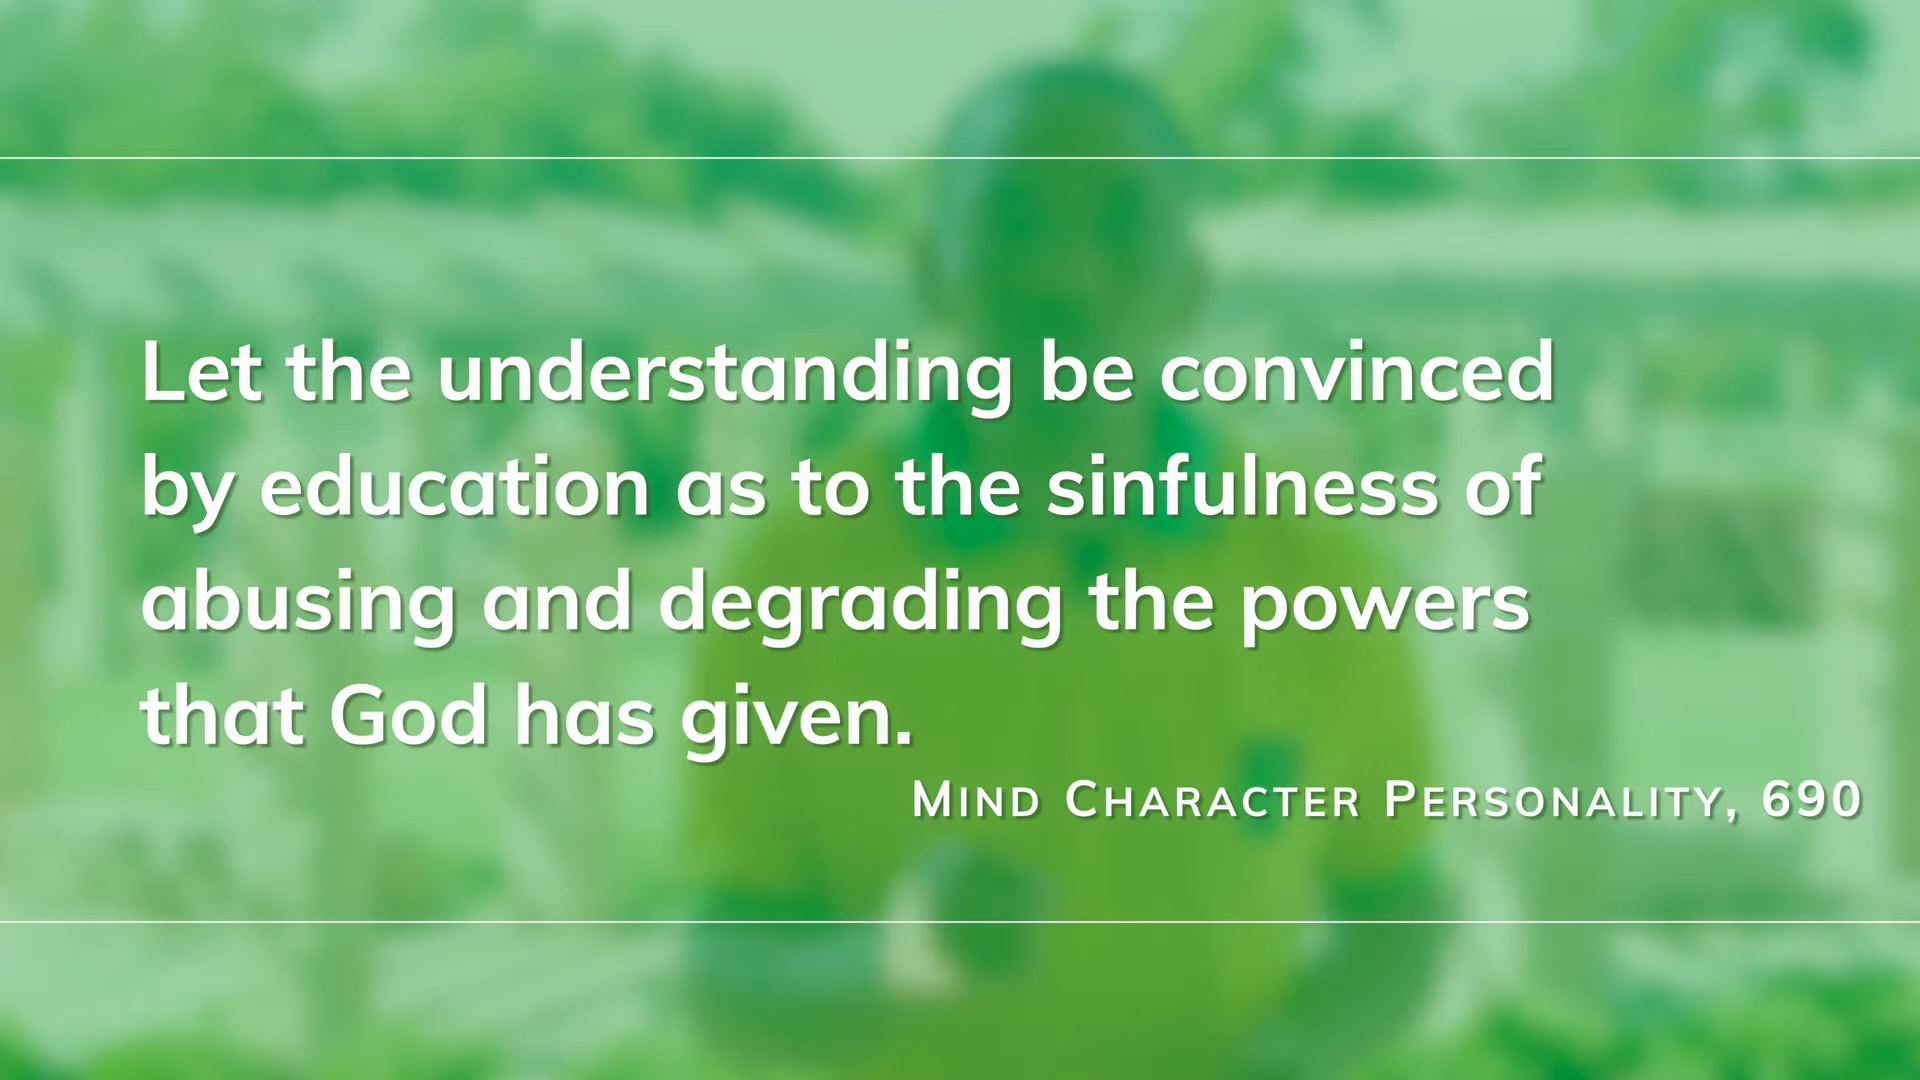 Let the understanding be convinced
by education as to the sinfulness of
abusing and degrading the powers
that God has given.
Mind Character Personality, 690